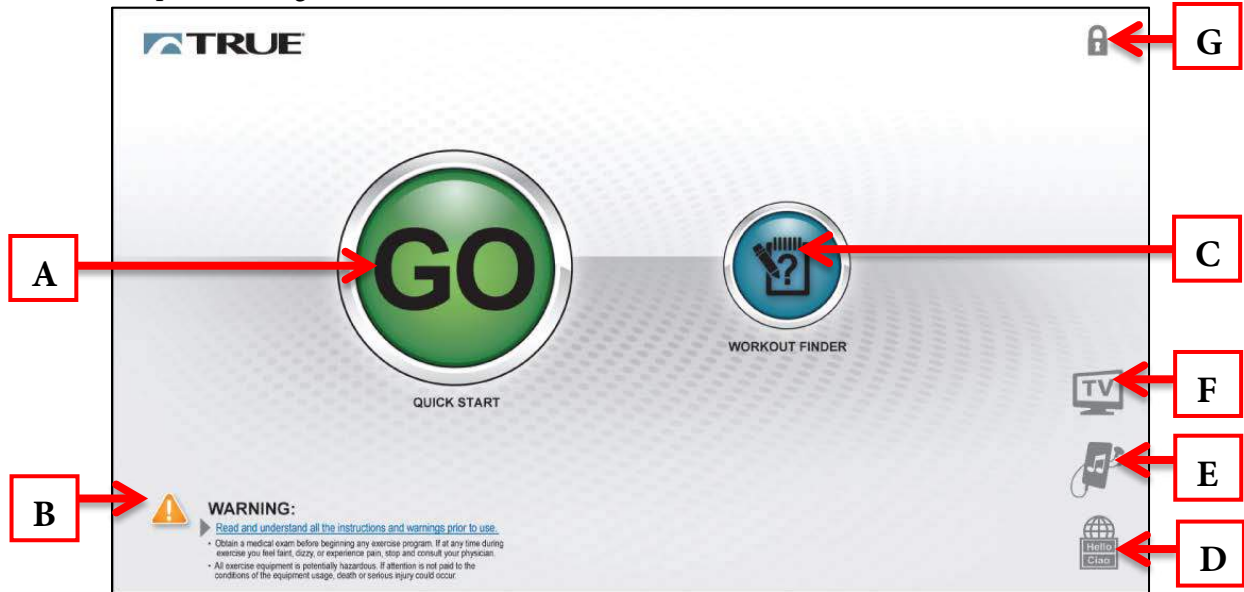 TRUE
G
GO
A
?
C
WORKOUT FINDER
QUICK START
TV
F
E
B
WARNING:
Read and understand all the instructions and warnings prior to use.
• Obtain a medical exam before beginning any exercise program. If at any time during
exercise you feel faint, dizzy, or experience pain, stop and consult your physician.
• All exercise equipment is potentially hazardous. If attention is not paid to the
conditions of the equipment usage, death or serious injury could occur.
Hello
Ciao
D